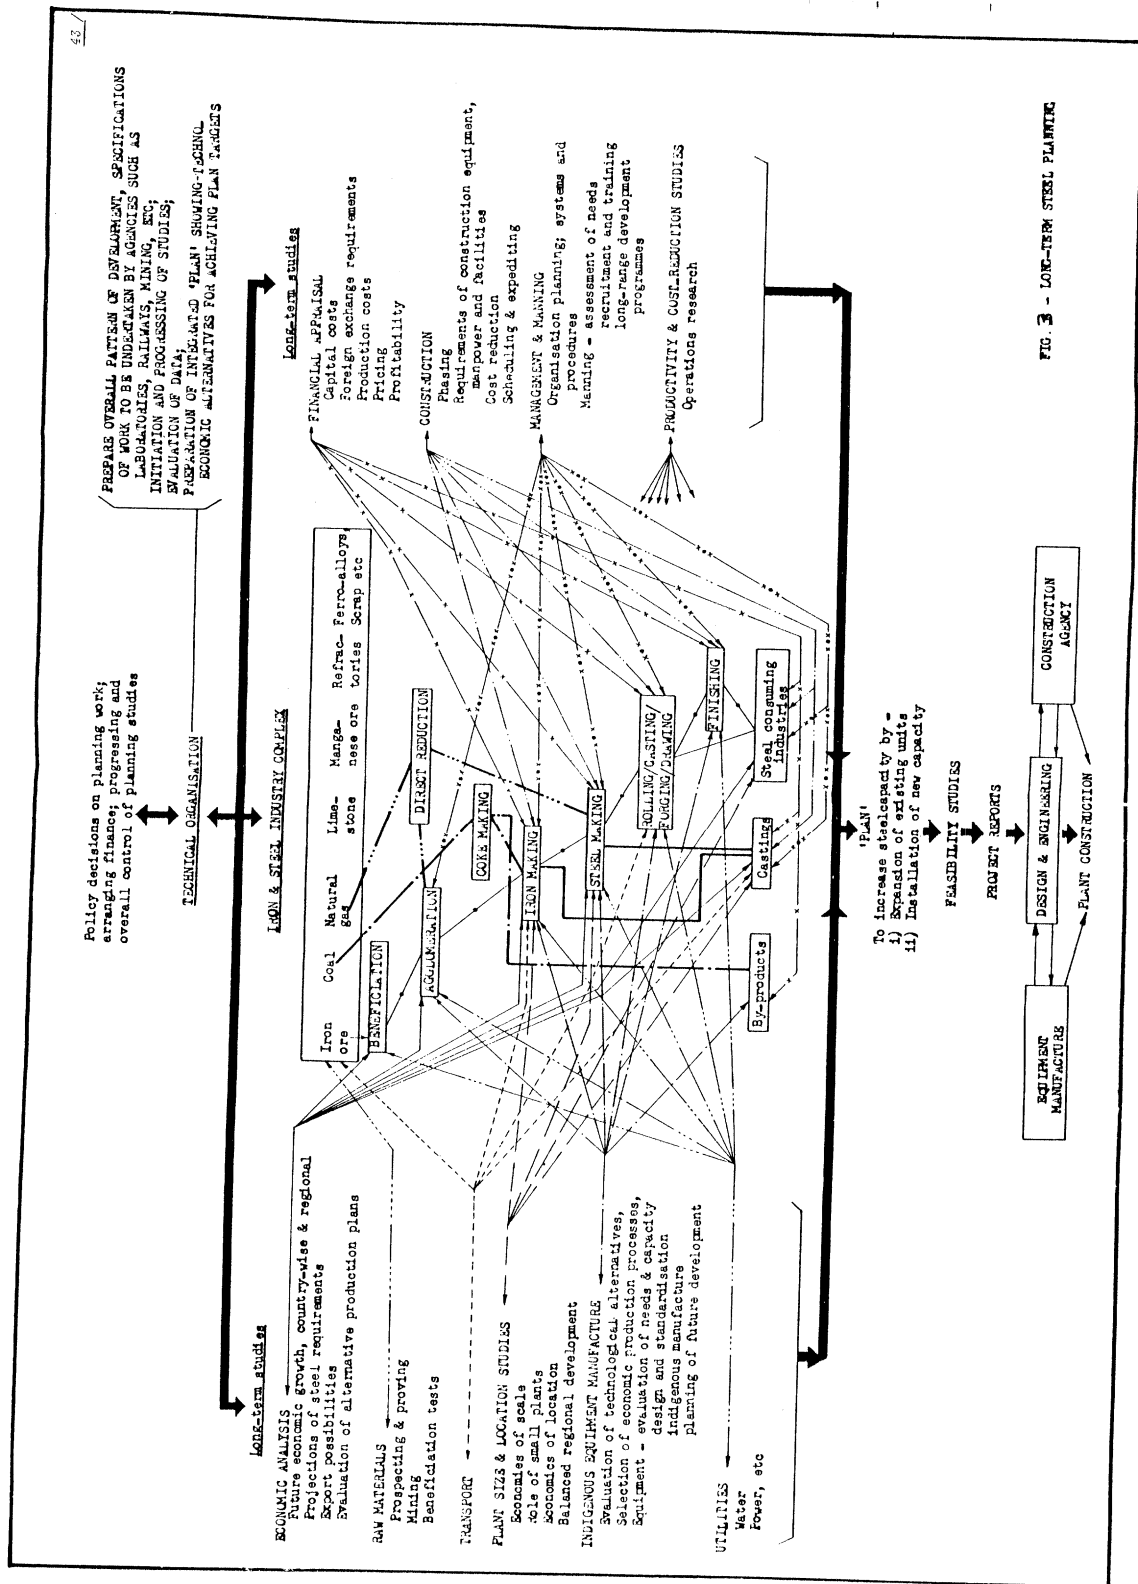 43/
Policy decisions on planning work;
arranging finance; progressing and
overall control of planning studies
TECHNICAL ORGANISATION
PREPARE OVERALL PATTERN OF DEVELOPMENT, SPECIFICATIONS
OF WORK TO BE UNDERTAKEN BY AGENCIES SUCH AS
LABORATORIES, RAILWAYS, MINING, ETC;
INITIATION AND PROGRESSING OF STUDIES;
EVALUATION OF DATA;
PREPARATION OF INTEGRATED 'PLAN' SHOWING-TECHNO-
ECONOMIC ALTERNATIVES FOR ACHIEVING PLAN TARGETS
Long-term studies
ECONOMIC ANALYSIS
Future economic growth, country-wise & regional
Projections of steel requirements
Export possibilities
Evaluation of alternative production plans
RAW MATERIALS
Prospecting & proving
Mining
Beneficiation tests
TRANSPORT
PLANT SIZE & LOCATION STUDIES
Economies of scale
Role of small plants
Economics of location
Balanced regional development
INDIGENOUS EQUIPMENT MANUFACTURE
Evaluation of technological alternatives,
Selection of economic production processes,
Equipment - evaluation of needs & capacity
design and standardisation
indigenous manufacture
planning of future development
UTILITIES
Water
Power, etc
IRON & STEEL INDUSTRY COMPLEX
Iron
ore
Coal
Natural
gas
Lime-
stone
Manga-
nese ore
Refrac-
tories
Ferro-alloys,
Scrap etc
BENEFICIATION
AGGLOMERATION
DIRECT REDUCTION
COKE MAKING
IRON MAKING
STEEL MAKING
ROLLING/CASTING/
FORGING/DRAWING
FINISHING
By-products
Castings
Steel consuming
industries
Long-term studies
FINANCIAL APPRAISAL
Capital costs
Foreign exchange requirements
Production costs
Pricing
Profitability
CONSTRUCTION
Phasing
Requirements of construction equipment,
manpower and facilities
Cost reduction
Scheduling & expediting
MANAGEMENT & MANNING
Organisation planning; systems and
procedures
Manning - assessment of needs
recruitment and training
long-range development
programmes
PRODUCTIVITY & COST-REDUCTION STUDIES
Operations research
'PLAN'
To increase steelcapacity by -
i) Expansion of existing units
ii) Installation of new capacity
FEASIBILITY STUDIES
PROJECT REPORTS
EQUIPMENT
MANUFACTURE
DESIGN & ENGINEERING
CONSTRUCTION
AGENCY
PLANT CONSTRUCTION
FIG. 3 - LONG-TERM STEEL PLANNING